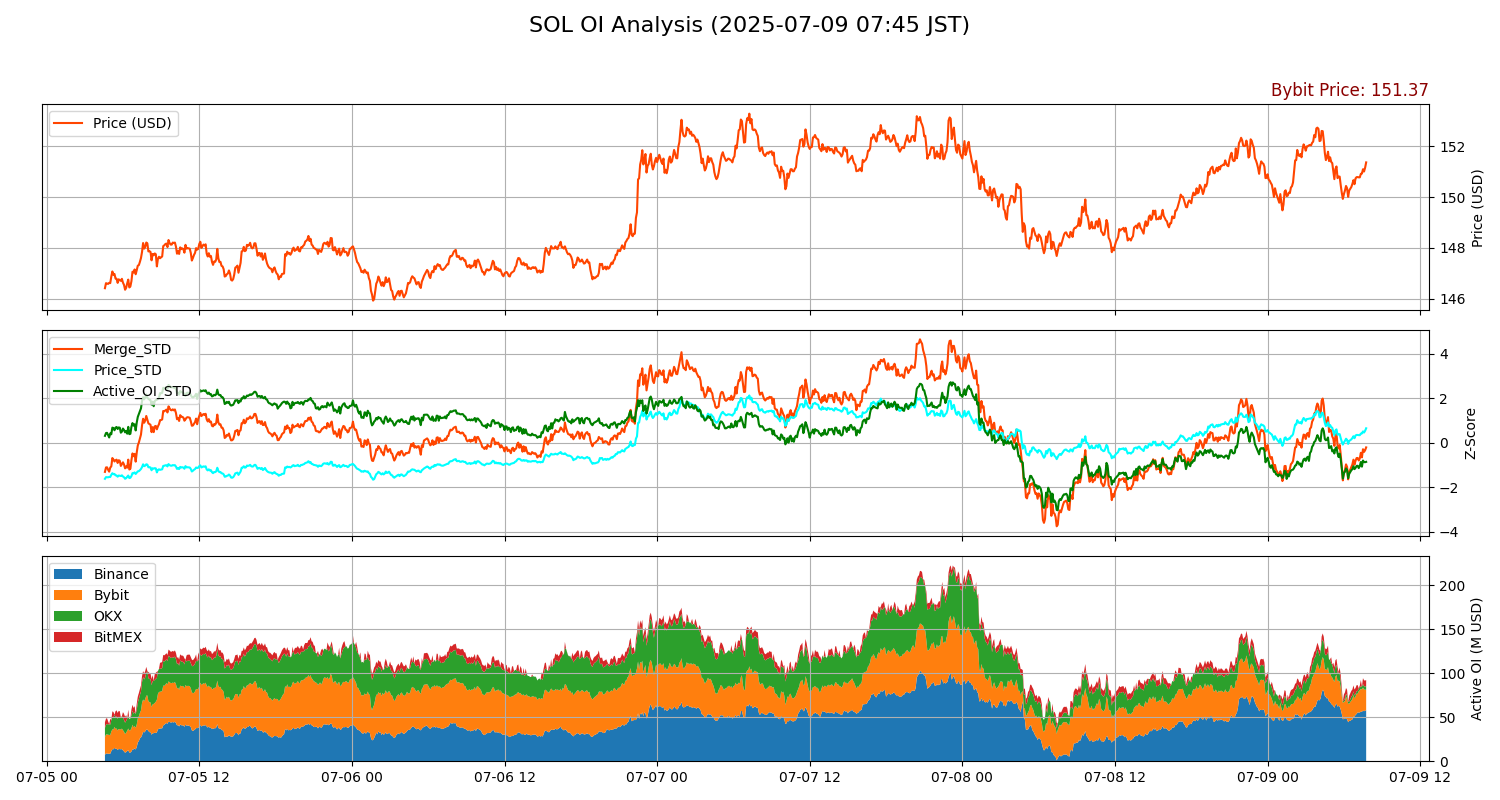 SOL OI Analysis (2025-07-09 07:45 JST)
Bybit Price: 151.37
Price (USD)
152
150
148
146
Price (USD)
Merge_STD
Price_STD
Active_OI_STD
4
2
0
−2
−4
Z-Score
Binance
Bybit
OKX
BitMEX
200
150
100
50
0
Active OI (M USD)
07-05 00 07-05 12 07-06 00 07-06 12 07-07 00 07-07 12 07-08 00 07-08 12 07-09 00 07-09 12